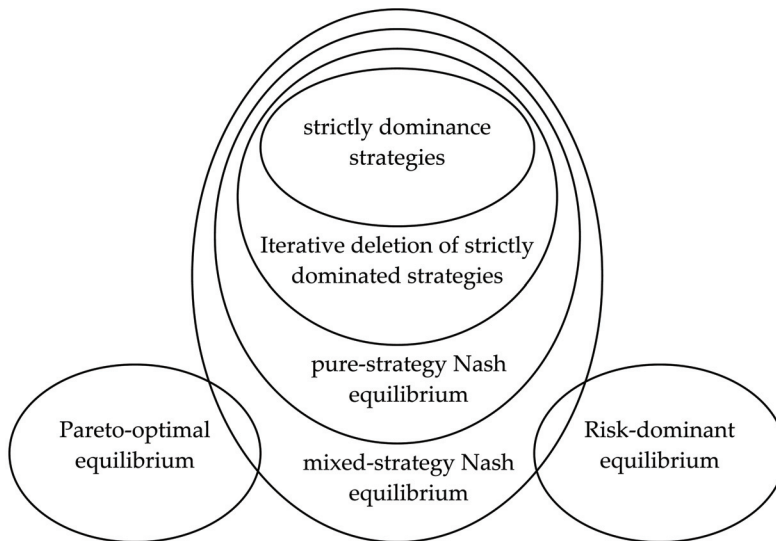 strictly dominance
strategies
Iterative deletion of strictly
dominated strategies
pure-strategy Nash
equilibrium
Pareto-optimal
equilibrium
mixed-strategy Nash
equilibrium
Risk-dominant
equilibrium